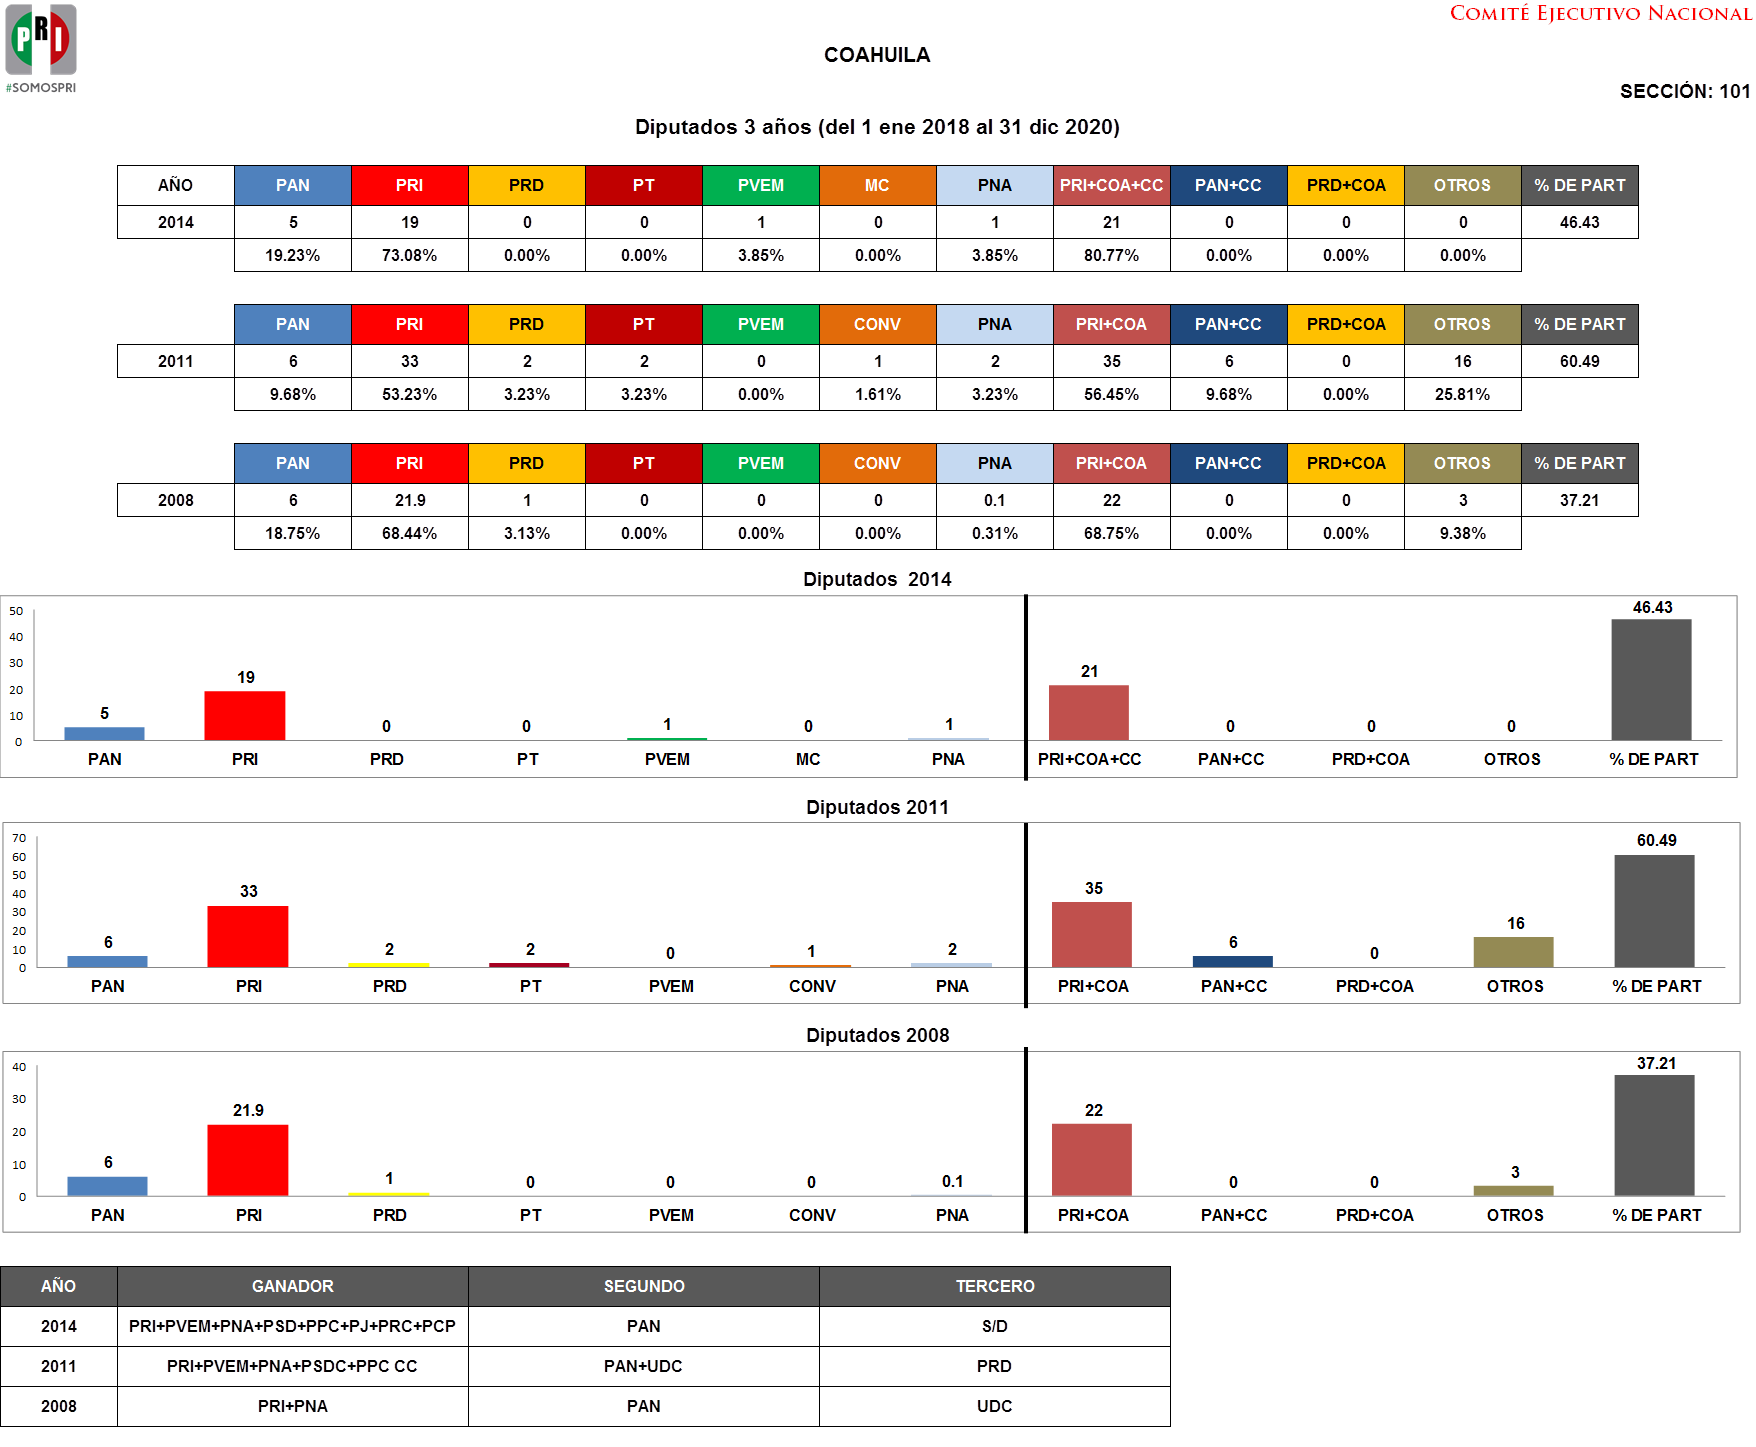 PRI
#SOMOSPRI
COMITÉ EJECUTIVO NACIONAL
COAHUILA
SECCIÓN: 101
Diputados 3 años (del 1 ene 2018 al 31 dic 2020)
AÑO PAN PRI PRD PT PVEM MC PNA PRI+COA+CC PAN+CC PRD+COA OTROS % DE PART
2014 5 19 0 0 1 0 1 21 0 0 0 46.43
19.23% 73.08% 0.00% 0.00% 3.85% 0.00% 3.85% 80.77% 0.00% 0.00% 0.00%
PAN PRI PRD PT PVEM CONV PNA PRI+COA PAN+CC PRD+COA OTROS % DE PART
2011 6 33 2 2 0 1 2 35 6 0 16 60.49
9.68% 53.23% 3.23% 3.23% 0.00% 1.61% 3.23% 56.45% 9.68% 0.00% 25.81%
PAN PRI PRD PT PVEM CONV PNA PRI+COA PAN+CC PRD+COA OTROS % DE PART
2008 6 21.9 1 0 0 0 0.1 22 0 0 3 37.21
18.75% 68.44% 3.13% 0.00% 0.00% 0.00% 0.31% 68.75% 0.00% 0.00% 9.38%
Diputados 2014
50
40
30
20
10
0
5 19 0 0 1 0 1 21 0 0 0 46.43
PAN PRI PRD PT PVEM MC PNA PRI+COA+CC PAN+CC PRD+COA OTROS % DE PART
Diputados 2011
70
60
50
40
30
20
10
0
6 33 2 2 0 1 2 35 6 0 16 60.49
PAN PRI PRD PT PVEM CONV PNA PRI+COA PAN+CC PRD+COA OTROS % DE PART
Diputados 2008
40
30
20
10
0
6 21.9 1 0 0 0 0.1 22 0 0 3 37.21
PAN PRI PRD PT PVEM CONV PNA PRI+COA PAN+CC PRD+COA OTROS % DE PART
AÑO GANADOR SEGUNDO TERCERO
2014 PRI+PVEM+PNA+PSD+PPC+PJ+PRC+PCP PAN S/D
2011 PRI+PVEM+PNA+PSDC+PPC CC PAN+UDC PRD
2008 PRI+PNA PAN UDC